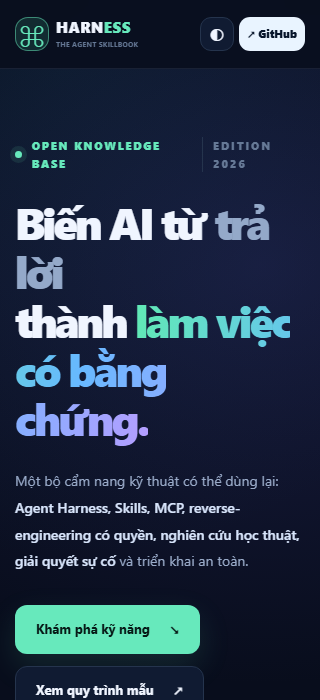 HARNESS
THE AGENT SKILLBOOK
↗ GitHub
OPEN KNOWLEDGE
BASE
EDITION
2026
Biến AI từ trả
lời
thành làm việc
có bằng
chứng.
Một bộ cẩm nang kỹ thuật có thể dùng lại:
Agent Harness, Skills, MCP, reverse-
engineering có quyền, nghiên cứu học thuật,
giải quyết sự cố và triển khai an toàn.
Khám phá kỹ năng ↘
Xem quy trình mẫu ↗